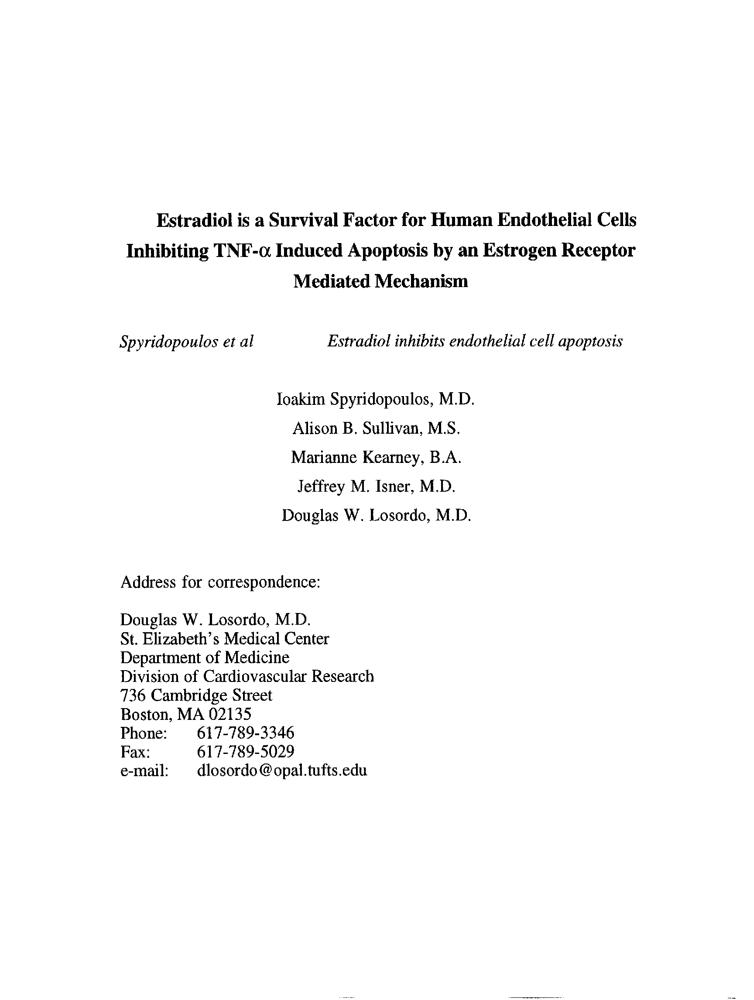 Estradiol is a Survival Factor for Human Endothelial Cells
Inhibiting TNF-α Induced Apoptosis by an Estrogen Receptor
Mediated Mechanism
Spyridopoulos et al Estradiol inhibits endothelial cell apoptosis
Ioakim Spyridopoulos, M.D.
Alison B. Sullivan, M.S.
Marianne Kearney, B.A.
Jeffrey M. Isner, M.D.
Douglas W. Losordo, M.D.
Address for correspondence:
Douglas W. Losordo, M.D.
St. Elizabeth's Medical Center
Department of Medicine
Division of Cardiovascular Research
736 Cambridge Street
Boston, MA 02135
Phone: 617-789-3346
Fax: 617-789-5029
e-mail: dlosordo@opal.tufts.edu